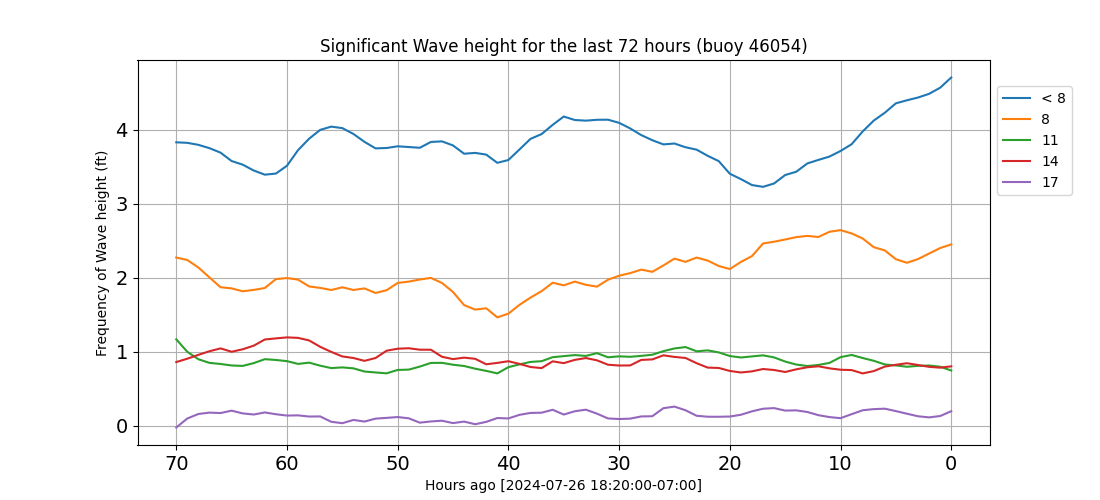 Significant Wave height for the last 72 hours (buoy 46054)
Frequency of Wave height (ft)
4
3
2
1
0
70 60 50 40 30 20 10 0
Hours ago [2024-07-26 18:20:00-07:00]
< 8
8
11
14
17